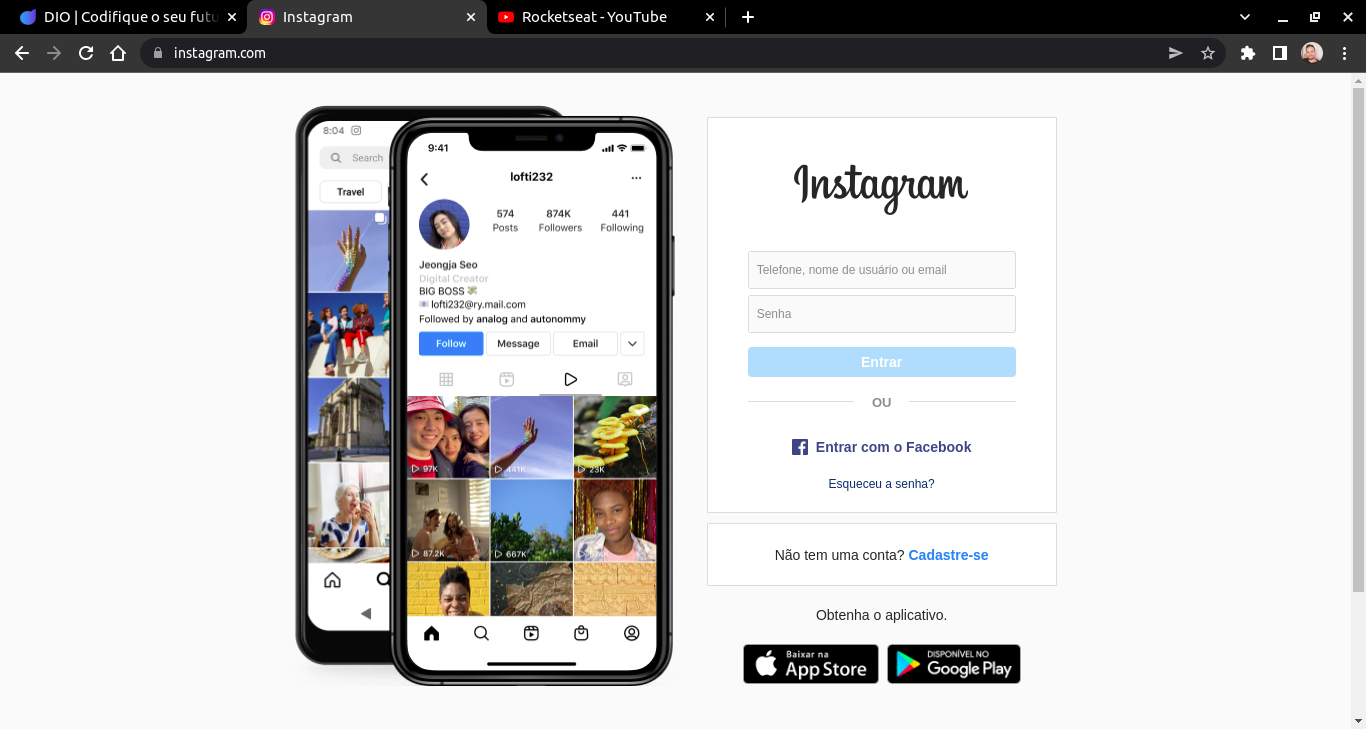 DIO | Codifique o seu futu
Instagram
Rocketseat - YouTube
instagram.com
8:04
Search
Travel
9:41
lofti232
574
874K
441
Posts
Followers
Following
Jeongja Seo
Digital Creator
BIG BOSS
lofti232@ry.mail.com
Followed by analog and autonommy
Follow
Message
Email
97K
441K
23K
87.2K
667K
Instagram
Telefone, nome de usuário ou email
Senha
Entrar
OU
Entrar com o Facebook
Esqueceu a senha?
Não tem uma conta? Cadastre-se
Obtenha o aplicativo.
Baixar na
App Store
DISPONÍVEL NO
Google Play